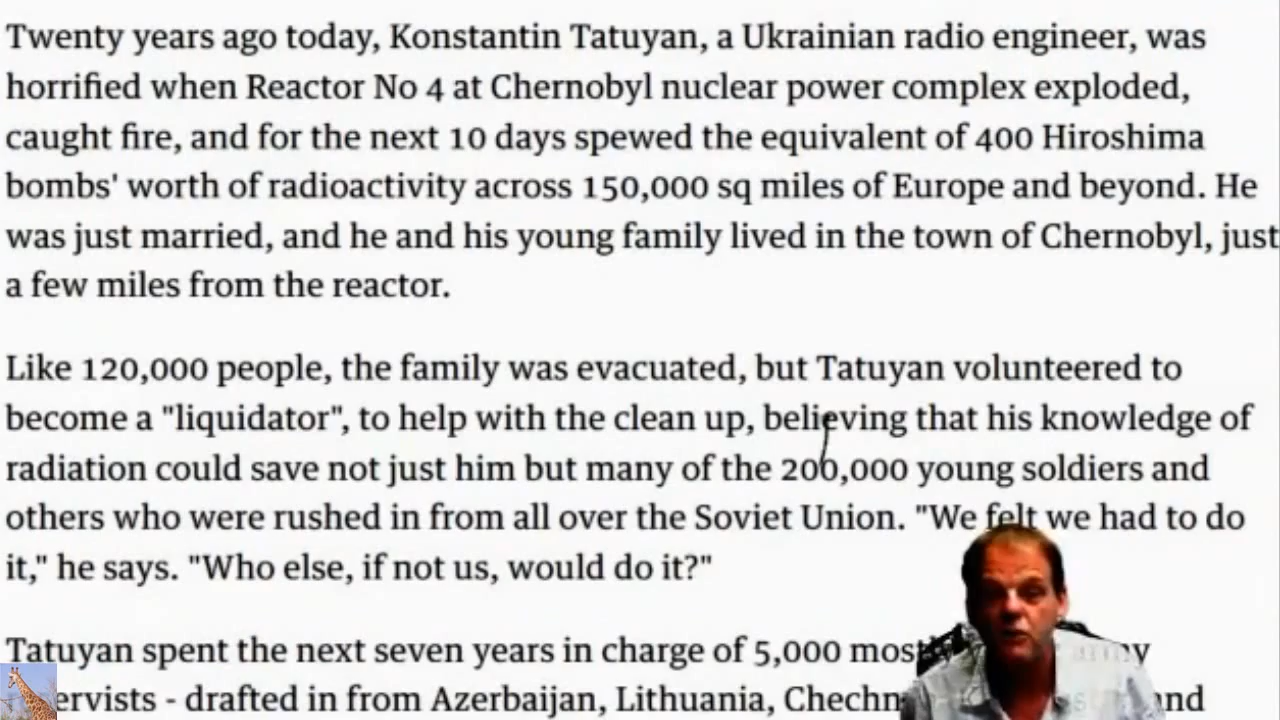 Twenty years ago today, Konstantin Tatuyan, a Ukrainian radio engineer, was
horrified when Reactor No 4 at Chernobyl nuclear power complex exploded,
caught fire, and for the next 10 days spewed the equivalent of 400 Hiroshima
bombs' worth of radioactivity across 150,000 sq miles of Europe and beyond. He
was just married, and he and his young family lived in the town of Chernobyl, just
a few miles from the reactor.
Like 120,000 people, the family was evacuated, but Tatuyan volunteered to
become a "liquidator", to help with the clean up, believing that his knowledge of
radiation could save not just him but many of the 200,000 young soldiers and
others who were rushed in from all over the Soviet Union. "We felt we had to do
it," he says. "Who else, if not us, would do it?"
Tatuyan spent the next seven years in charge of 5,000
- drafted in from Azerbaijan, Lithuania, and